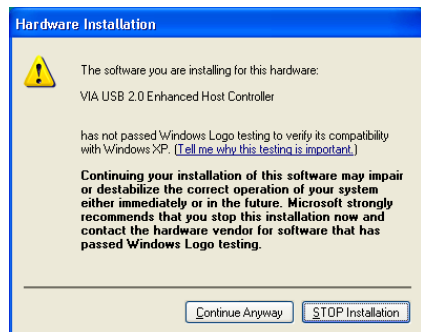 Hardware Installation
The software you are installing for this hardware:
VIA USB 2.0 Enhanced Host Controller
has not passed Windows Logo testing to verify its compatibility
with Windows XP. (Tell me why this testing is important.)
Continuing your installation of this software may impair
or destabilize the correct operation of your system
either immediately or in the future. Microsoft strongly
recommends that you stop this installation now and
contact the hardware vendor for software that has
passed Windows Logo testing.
Continue Anyway
STOP Installation